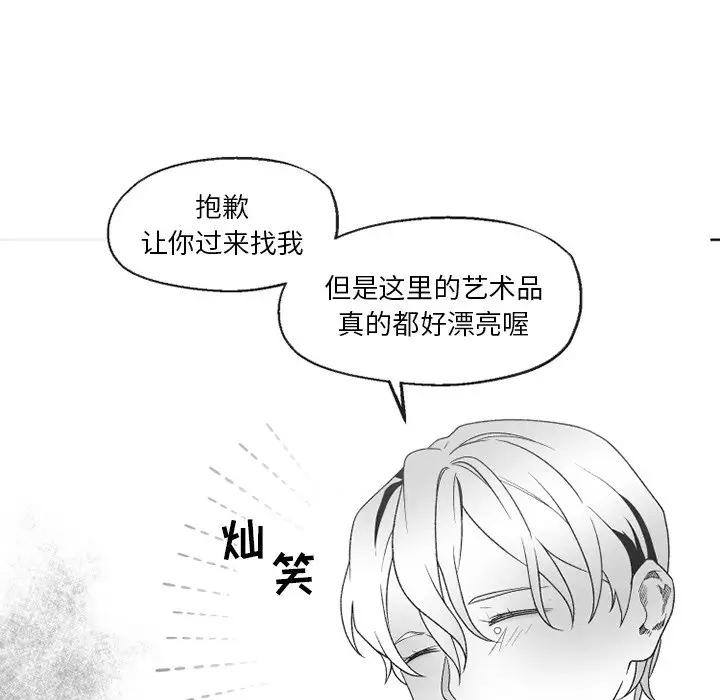 抱歉
让你过来找我
但是这里的艺术品
真的都好漂亮喔
灿
笑